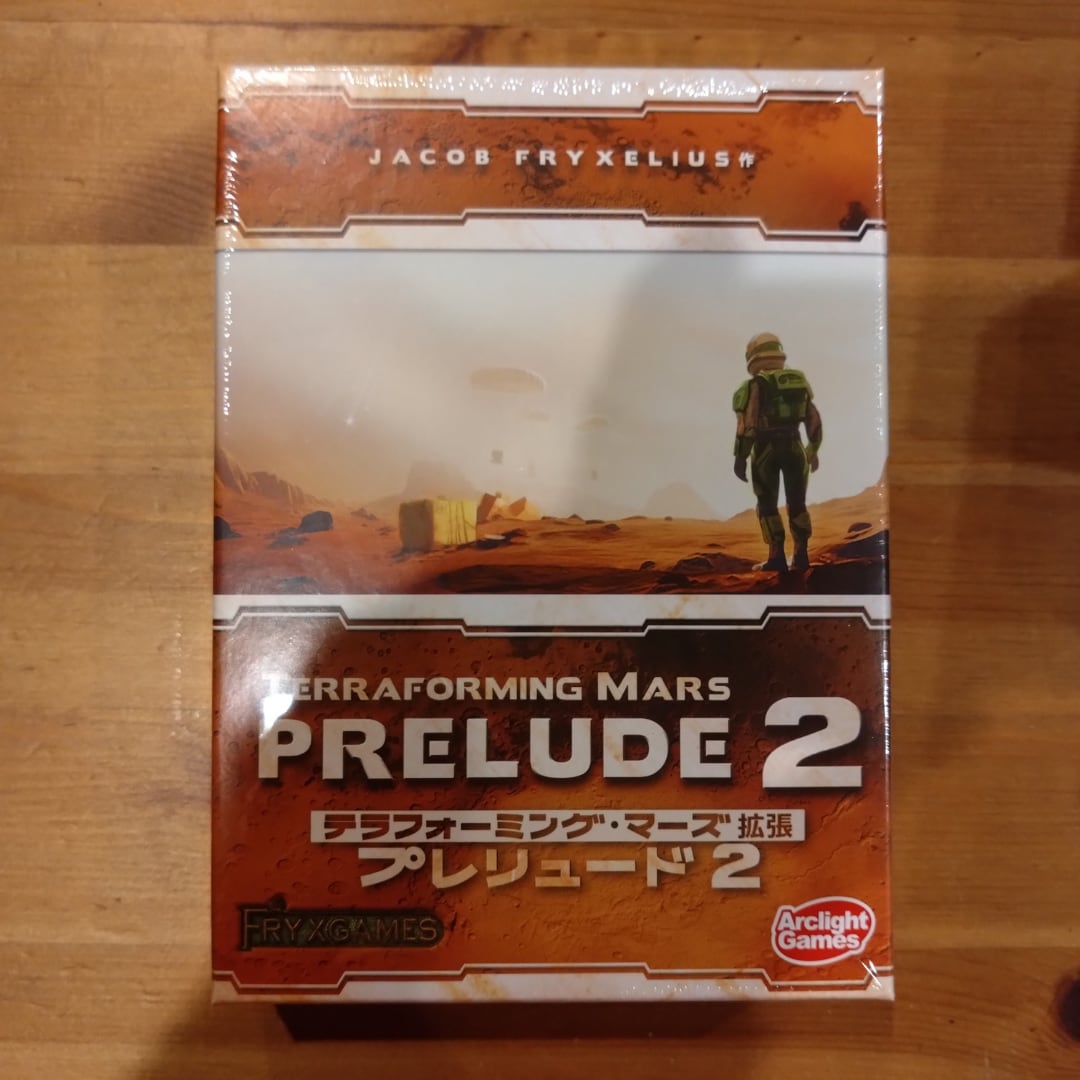 JACOB FRYXELIUS作
TERRAFORMING MARS
PRELUDE 2
テラフォーミング・マーズ 拡張
プレリュード 2
FRYXGAMES
Arclight
Games